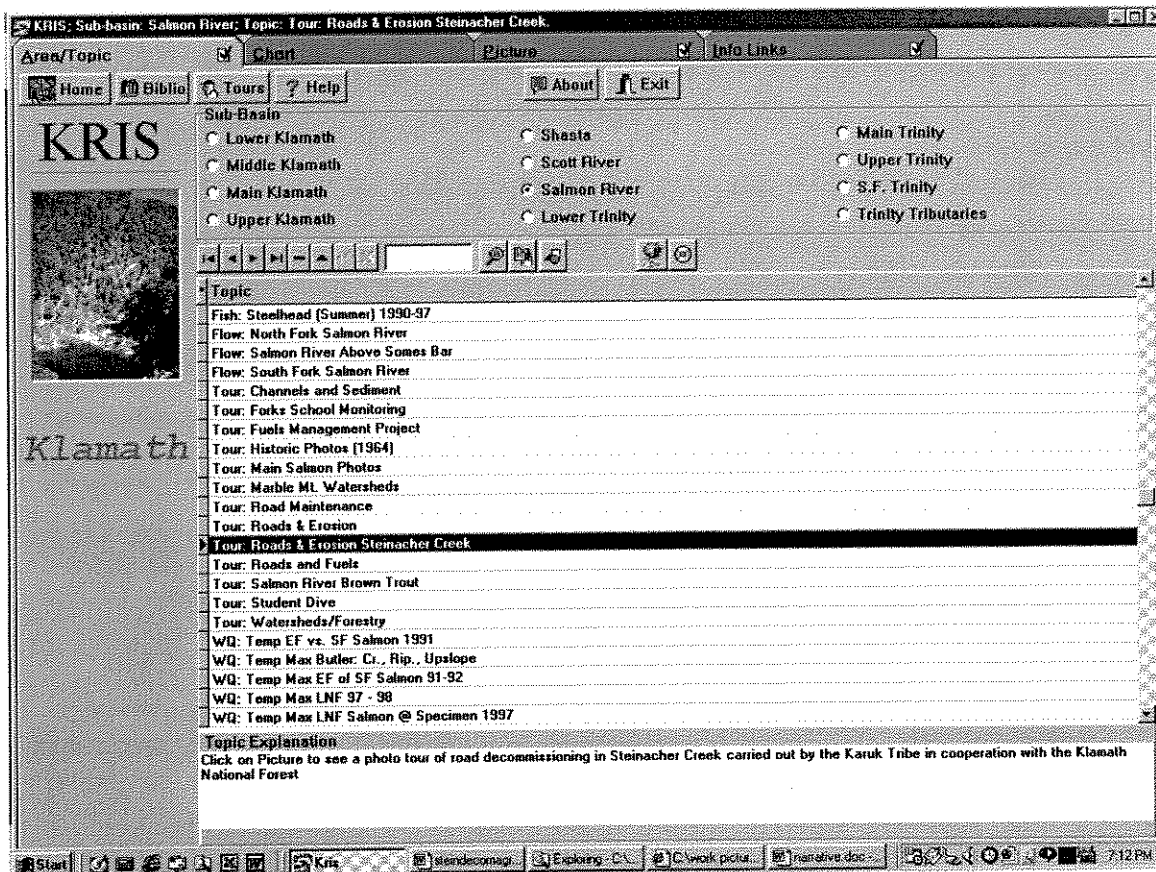 KRIS; Sub-basin: Salmon River; Topic: Tour: Roads & Erosion Steinacher Creek.
Area/Topic Chart Picture Info Links
Home Biblio Tours ? Help About Exit
KRIS
Sub-Basin
Lower Klamath Shasta Main Trinity
Middle Klamath Scott River Upper Trinity
Main Klamath Salmon River S.F. Trinity
Upper Klamath Lower Trinity Trinity Tributaries
Topic
Fish: Steelhead (Summer) 1990-97
Flow: North Fork Salmon River
Flow: Salmon River Above Somes Bar
Flow: South Fork Salmon River
Tour: Channels and Sediment
Tour: Forks School Monitoring
Tour: Fuels Management Project
Klamath
Tour: Historic Photos (1964)
Tour: Main Salmon Photos
Tour: Marble Mt. Watersheds
Tour: Road Maintenance
Tour: Roads & Erosion
Tour: Roads & Erosion Steinacher Creek
Tour: Roads and Fuels
Tour: Salmon River Brown Trout
Tour: Student Dive
Tour: Watersheds/Forestry
WQ: Temp EF vs. SF Salmon 1991
WQ: Temp Max Butler: Cr., Rip., Upslope
WQ: Temp Max EF of SF Salmon 91-92
WQ: Temp Max LNF 97 - 98
WQ: Temp Max LNF Salmon @ Specimen 1997
Topic Explanation
Click on Picture to see a photo tour of road decommissioning in Steinacher Creek carried out by the Karuk Tribe in cooperation with the Klamath
National Forest
Start Kris steindecomagi... Exploring - C:\... C:\work pictur... narrative.doc - ... 7:12 PM